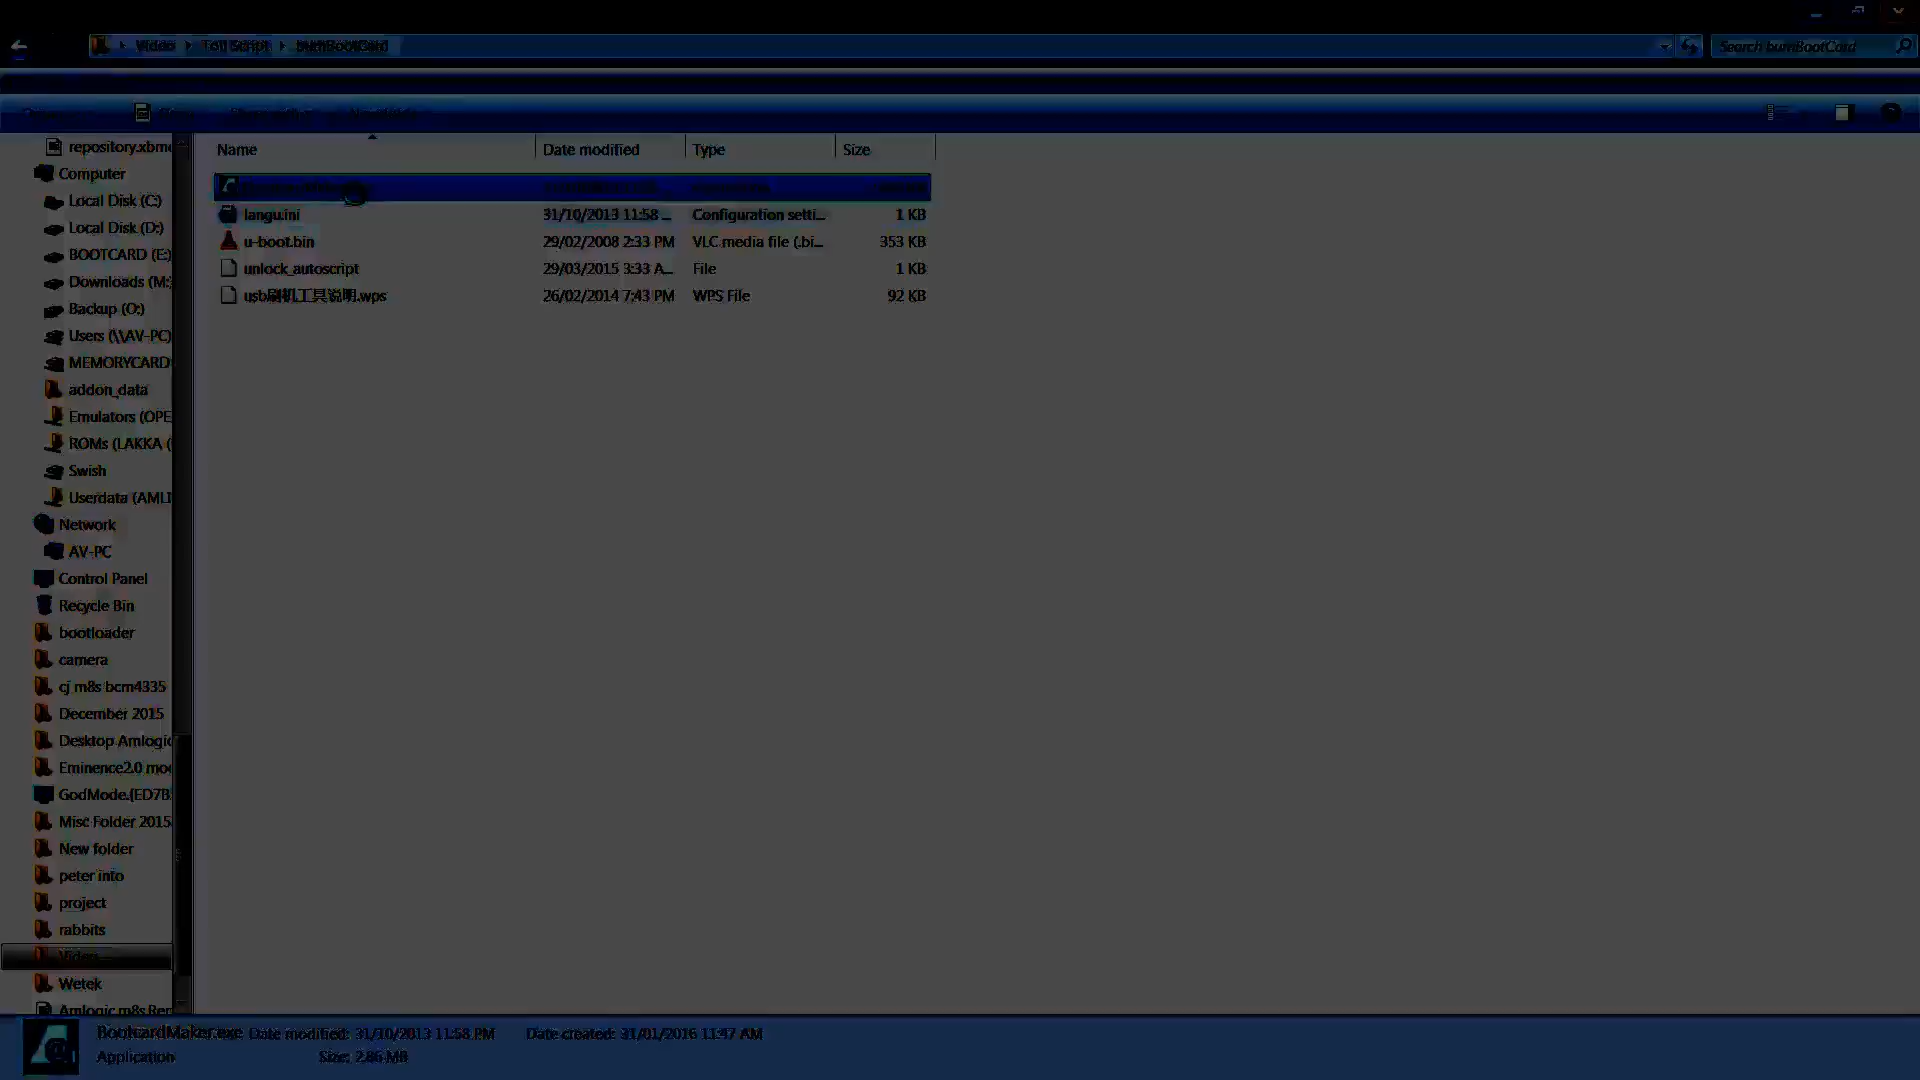 Video ▸ Toll Script ▸ burnBootCard
Search burnBootCard
Name Date modified Type Size
langu.ini 31/10/2013 11:58 ... Configuration setti... 1 KB
u-boot.bin 29/02/2008 2:33 PM VLC media file (.bi... 353 KB
unlock_autoscript 29/03/2015 3:33 A... File 1 KB
usb刷机工具说明.wps 26/02/2014 7:43 PM WPS File 92 KB
repository.xbm
Computer
Local Disk (C:)
Local Disk (D:)
BOOTCARD (E:)
Downloads (M:
Backup (O:)
Users (\\AV-PC)
MEMORYCARD
addon_data
Emulators (OPE
ROMs (LAKKA (
Swish
Userdata (AMLI
Network
AV-PC
Control Panel
Recycle Bin
bootloader
camera
cj m8s bcm4335
December 2015
Desktop Amlogic
Eminence2.0 mo
GodMode.{ED7B
Misc Folder 2015
New folder
peter into
project
rabbits
Video
Wetek
Amlogic m8s Rer
BootcardMaker.exe Date modified: 31/10/2013 11:58 PM Date created: 31/01/2016 11:47 AM
Application Size: 2.86 MB